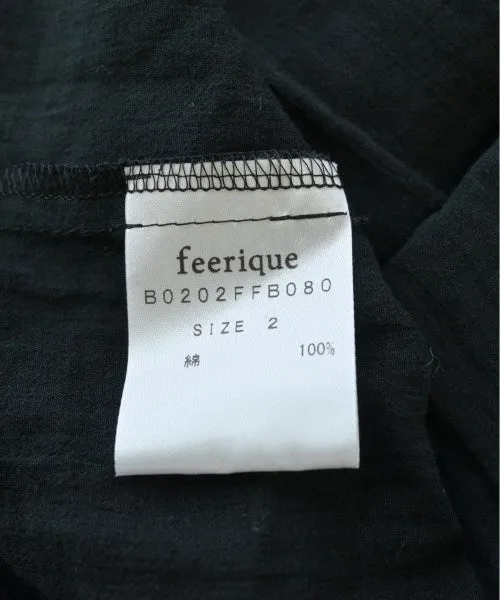 feerique
B0202FFB080
SIZE 2
綿 100%